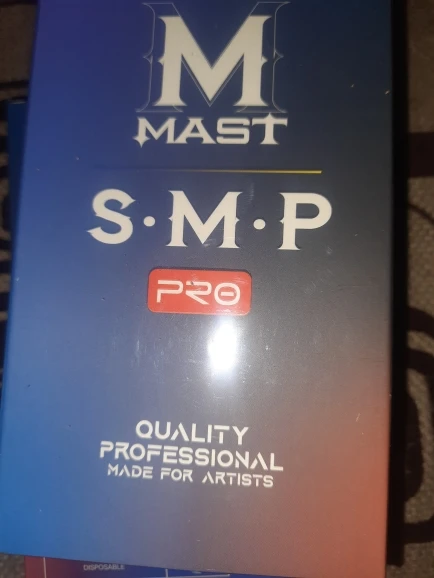 M
MAST
S·M·P
PRO
QUALITY
PROFESSIONAL
MADE FOR ARTISTS
DISPOSABLE